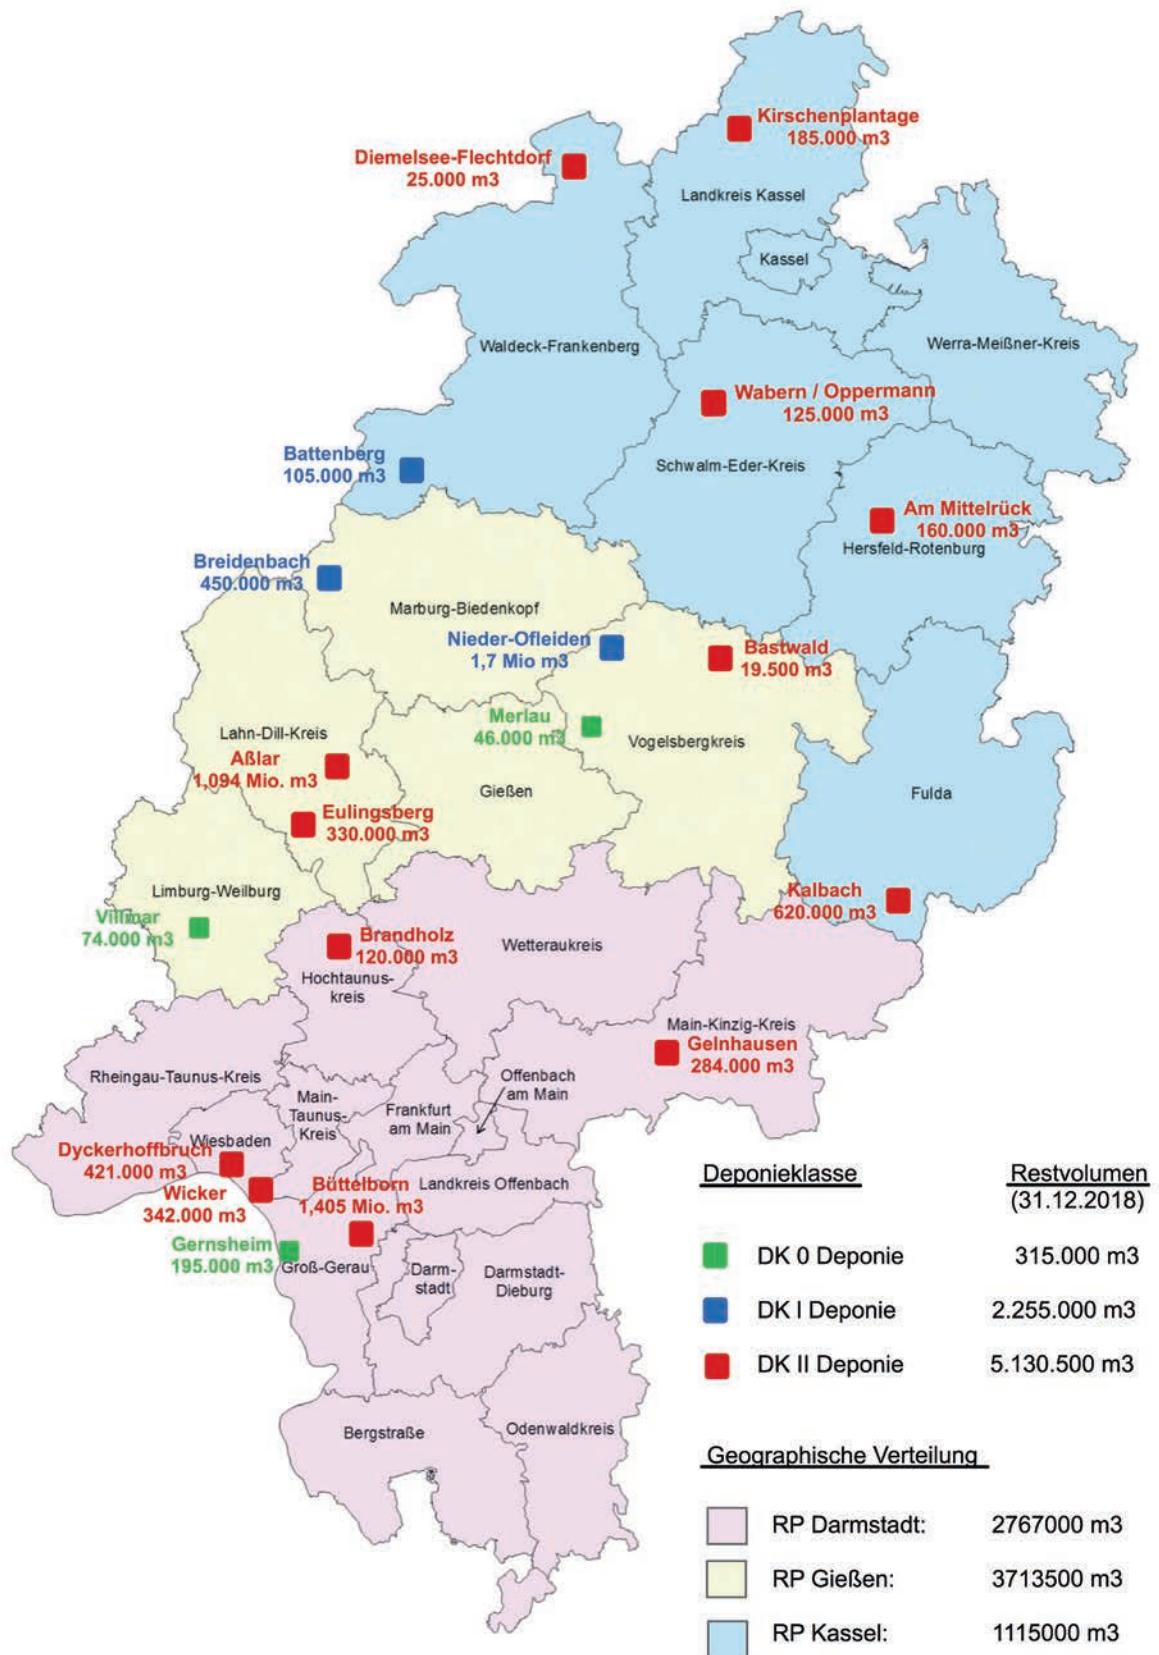 Kirschenplantage
185.000 m3
Diemelsee-Flechtdorf
25.000 m3
Landkreis Kassel
Kassel
Waldeck-Frankenberg
Werra-Meißner-Kreis
Wabern / Oppermann
125.000 m3
Battenberg
105.000 m3
Schwalm-Eder-Kreis
Am Mittelrück
160.000 m3
Hersfeld-Rotenburg
Breidenbach
450.000 m3
Marburg-Biedenkopf
Nieder-Ofleiden
1,7 Mio m3
Bastwald
19.500 m3
Merlau
46.000 m3
Lahn-Dill-Kreis
Vogelsbergkreis
Aßlar
1,094 Mio. m3
Gießen
Fulda
Eulingsberg
330.000 m3
Limburg-Weilburg
Kalbach
620.000 m3
Villmar
74.000 m3
Brandholz
120.000 m3
Wetteraukreis
Hochtaunus-
kreis
Main-Kinzig-Kreis
Gelnhausen
284.000 m3
Rheingau-Taunus-Kreis
Offenbach
am Main
Main-
Taunus-
Kreis
Frankfurt
am Main
Wiesbaden
Dyckerhoffbruch
421.000 m3
Wicker
342.000 m3
Büttelborn
1,405 Mio. m3
Landkreis Offenbach
Gernsheim
195.000 m3
Groß-Gerau
Darm-
stadt
Darmstadt-
Dieburg
Bergstraße
Odenwaldkreis
Deponieklasse Restvolumen
(31.12.2018)
DK 0 Deponie 315.000 m3
DK I Deponie 2.255.000 m3
DK II Deponie 5.130.500 m3
Geographische Verteilung
RP Darmstadt: 2767000 m3
RP Gießen: 3713500 m3
RP Kassel: 1115000 m3